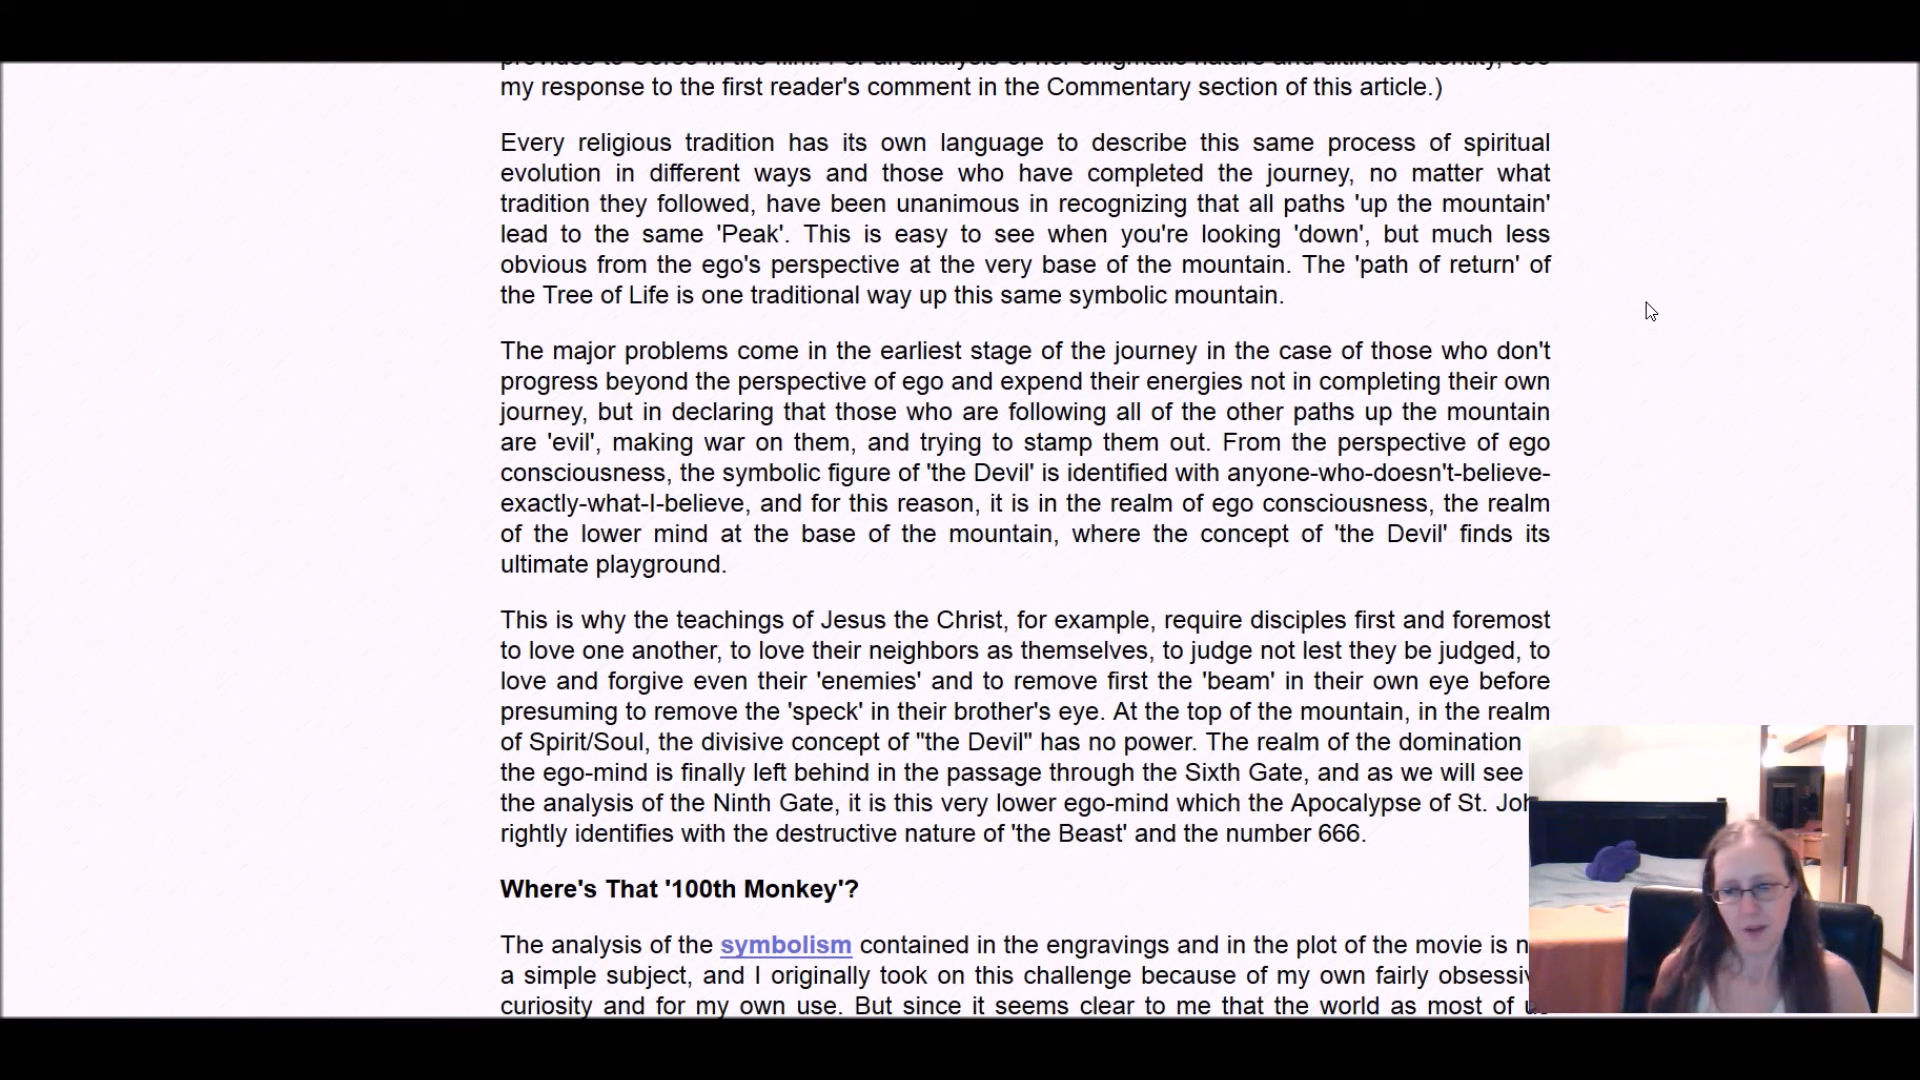 my response to the first reader's comment in the Commentary section of this article.)
Every religious tradition has its own language to describe this same process of spiritual
evolution in different ways and those who have completed the journey, no matter what
tradition they followed, have been unanimous in recognizing that all paths 'up the mountain'
lead to the same 'Peak'. This is easy to see when you're looking 'down', but much less
obvious from the ego's perspective at the very base of the mountain. The 'path of return' of
the Tree of Life is one traditional way up this same symbolic mountain.
The major problems come in the earliest stage of the journey in the case of those who don't
progress beyond the perspective of ego and expend their energies not in completing their own
journey, but in declaring that those who are following all of the other paths up the mountain
are 'evil', making war on them, and trying to stamp them out. From the perspective of ego
consciousness, the symbolic figure of 'the Devil' is identified with anyone-who-doesn't-believe-
exactly-what-I-believe, and for this reason, it is in the realm of ego consciousness, the realm
of the lower mind at the base of the mountain, where the concept of 'the Devil' finds its
ultimate playground.
This is why the teachings of Jesus the Christ, for example, require disciples first and foremost
to love one another, to love their neighbors as themselves, to judge not lest they be judged, to
love and forgive even their 'enemies' and to remove first the 'beam' in their own eye before
presuming to remove the 'speck' in their brother's eye. At the top of the mountain, in the realm
of Spirit/Soul, the divisive concept of "the Devil" has no power. The realm of the domination
the ego-mind is finally left behind in the passage through the Sixth Gate, and as we will see
the analysis of the Ninth Gate, it is this very lower ego-mind which the Apocalypse of St.
rightly identifies with the destructive nature of 'the Beast' and the number 666.
Where's That '100th Monkey'?
The analysis of the symbolism contained in the engravings and in the plot of the movie is
a simple subject, and I originally took on this challenge because of my own fairly
curiosity and for my own use. But since it seems clear to me that the world as most of